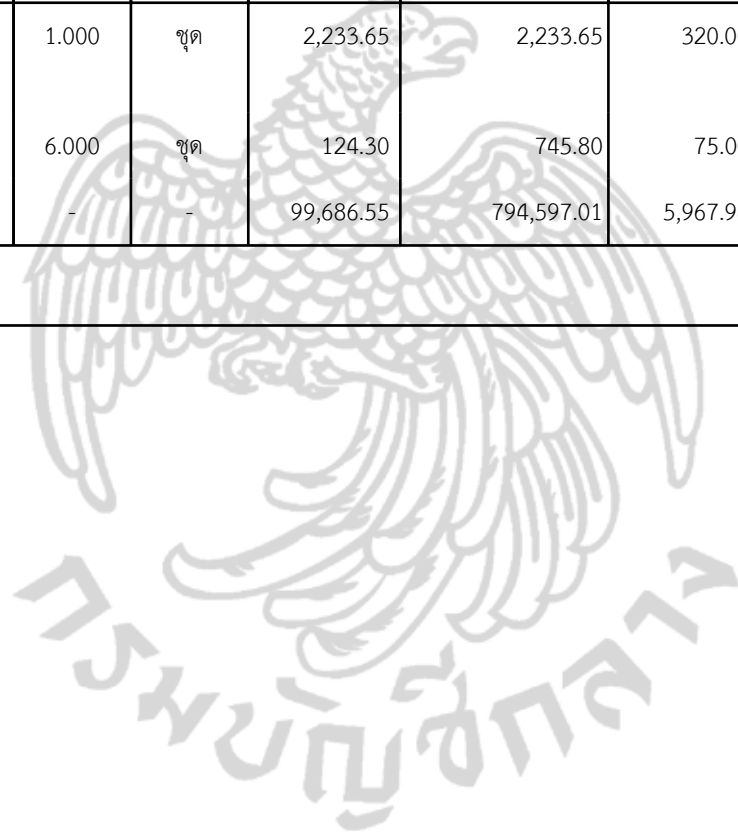 1.000 ชุด 2,233.65 2,233.65 320.0
6.000 ชุด 124.30 745.80 75.0
- - 99,686.55 794,597.01 5,967.9
กรมบัญชีกลาง